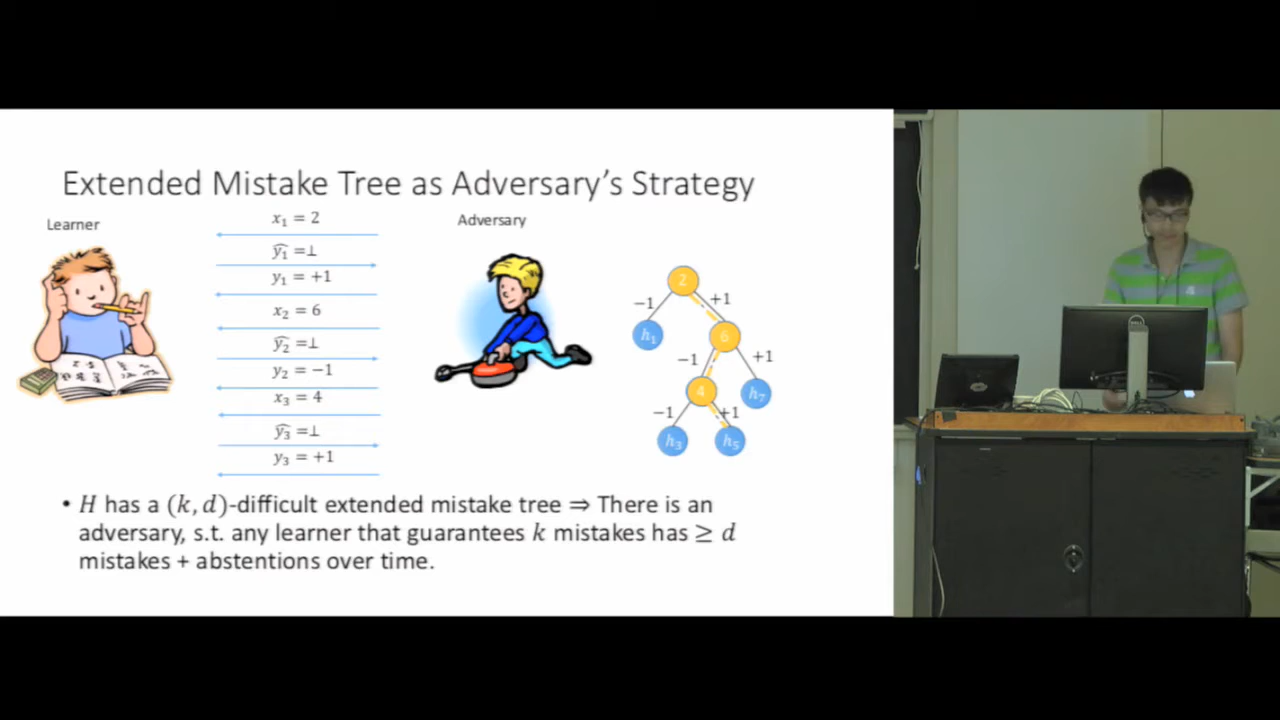 Extended Mistake Tree as Adversary's Strategy
Learner
Adversary
x₁ = 2
ŷ₁ =⊥
y₁ = +1
x₂ = 6
ŷ₂ =⊥
y₂ = −1
x₃ = 4
ŷ₃ =⊥
y₃ = +1
2
−1
+1
h₁
6
−1
+1
4
h₇
−1
+1
h₃
h₅
• H has a (k, d)-difficult extended mistake tree ⇒ There is an
adversary, s.t. any learner that guarantees k mistakes has ≥ d
mistakes + abstentions over time.